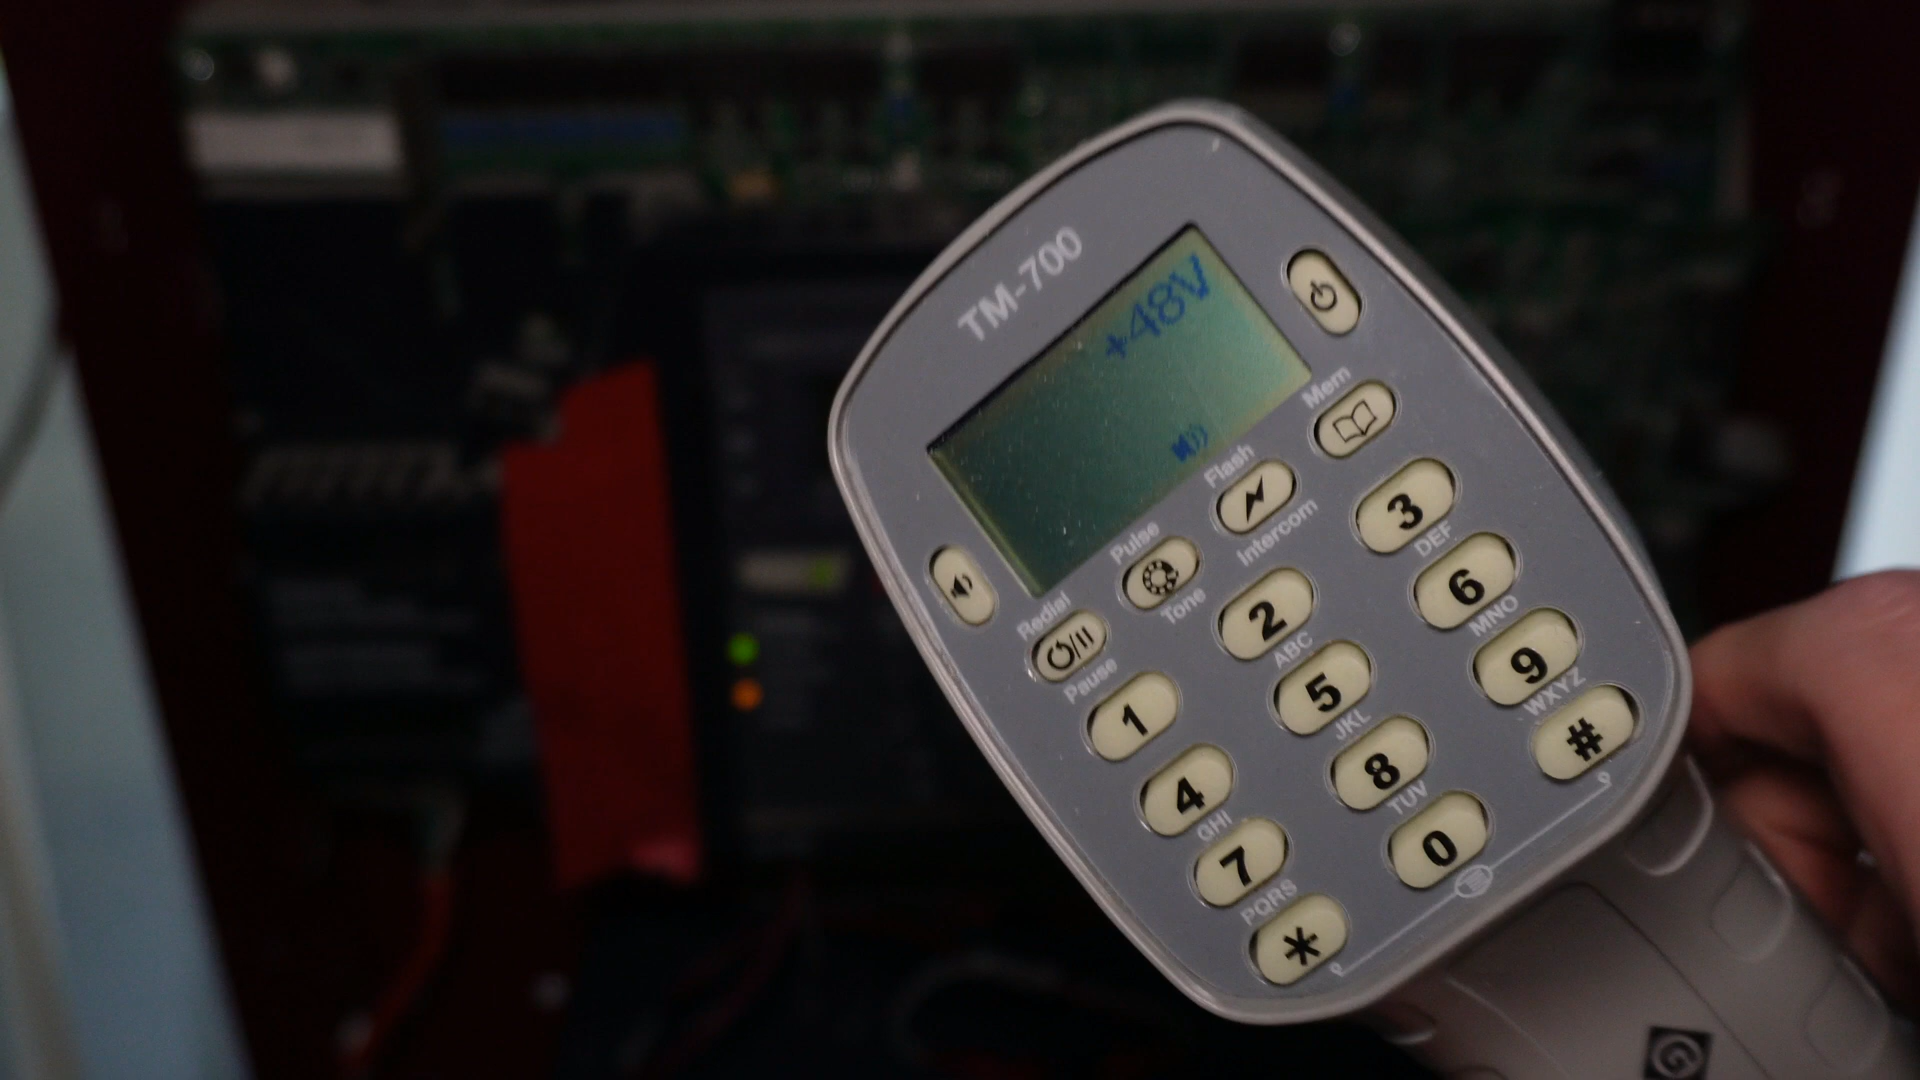 TM-700
+48V
Mem
Flash
Intercom
Pulse
Tone
Redial
Pause
1
2
ABC
3
DEF
4
GHI
5
JKL
6
MNO
7
PQRS
8
TUV
9
WXYZ
*
0
#
G